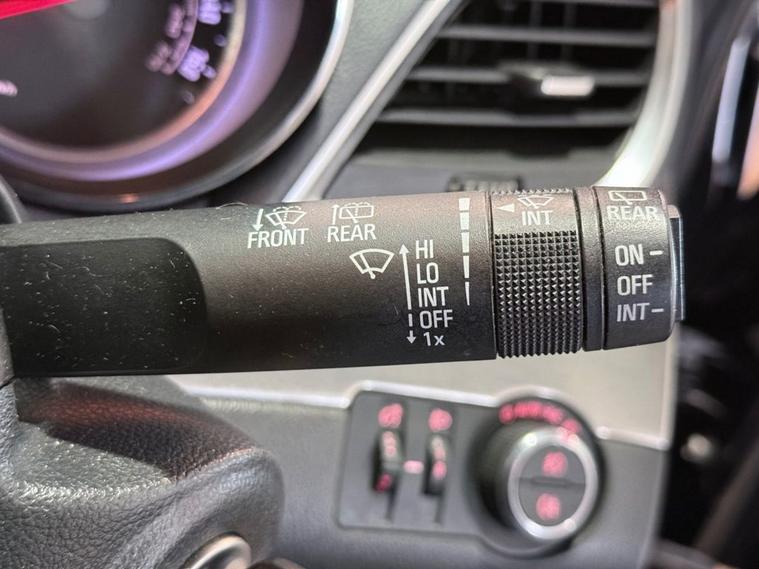 FRONT
REAR
HI
LO
INT
OFF
1x
INT
REAR
ON
OFF
INT